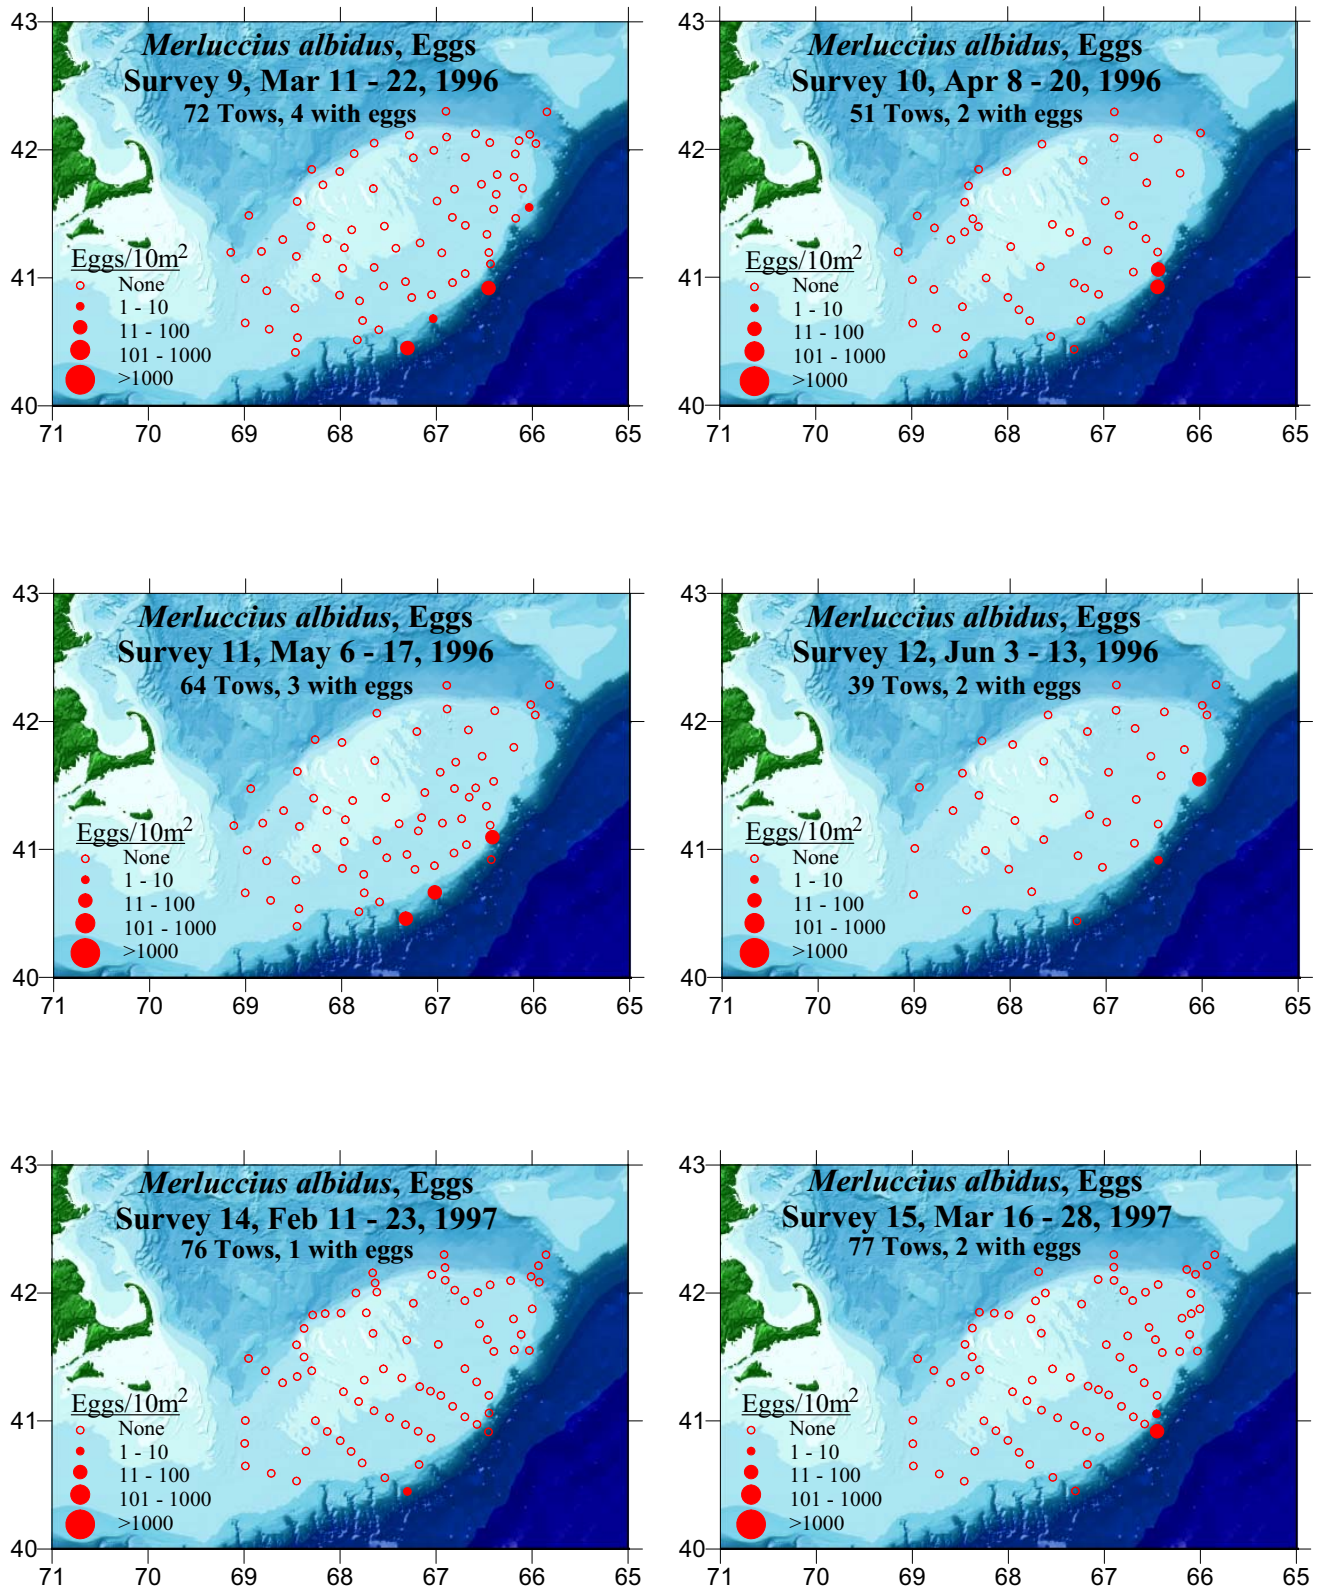 Merluccius albidus, Eggs
Survey 9, Mar 11 - 22, 1996
72 Tows, 4 with eggs
43
42
41
40
Eggs/10m2
None
1 - 10
11 - 100
101 - 1000
>1000
71 70 69 68 67 66 65
Merluccius albidus, Eggs
Survey 10, Apr 8 - 20, 1996
51 Tows, 2 with eggs
43
42
41
40
Eggs/10m2
None
1 - 10
11 - 100
101 - 1000
>1000
71 70 69 68 67 66 65
Merluccius albidus, Eggs
Survey 11, May 6 - 17, 1996
64 Tows, 3 with eggs
43
42
41
40
Eggs/10m2
None
1 - 10
11 - 100
101 - 1000
>1000
71 70 69 68 67 66 65
Merluccius albidus, Eggs
Survey 12, Jun 3 - 13, 1996
39 Tows, 2 with eggs
43
42
41
40
Eggs/10m2
None
1 - 10
11 - 100
101 - 1000
>1000
71 70 69 68 67 66 65
Merluccius albidus, Eggs
Survey 14, Feb 11 - 23, 1997
76 Tows, 1 with eggs
43
42
41
40
Eggs/10m2
None
1 - 10
11 - 100
101 - 1000
>1000
71 70 69 68 67 66 65
Merluccius albidus, Eggs
Survey 15, Mar 16 - 28, 1997
77 Tows, 2 with eggs
43
42
41
40
Eggs/10m2
None
1 - 10
11 - 100
101 - 1000
>1000
71 70 69 68 67 66 65